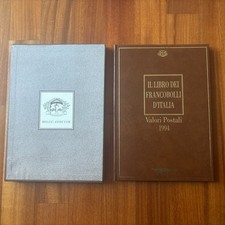 IL LIBRO DEI
FRANCOBOLLI
D'ITALIA
Valori Postali
1994